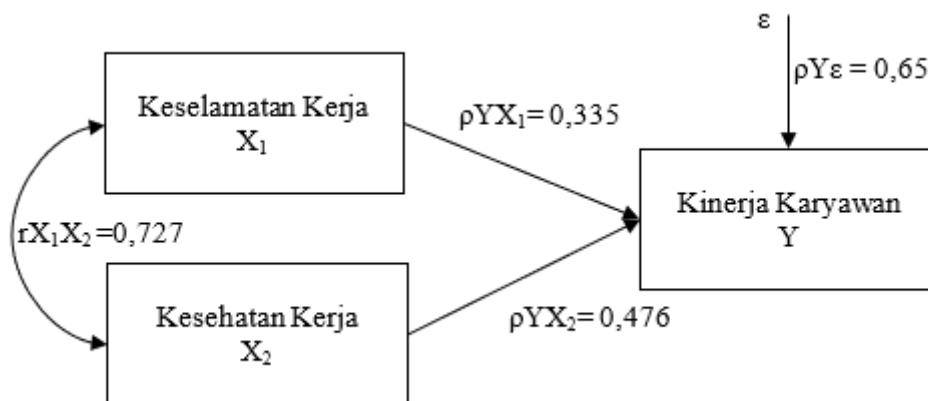 ε
ρYε = 0,65
Keselamatan Kerja
X₁
ρYX₁= 0,335
Kinerja Karyawan
Y
rX₁X₂ =0,727
Kesehatan Kerja
X₂
ρYX₂= 0,476